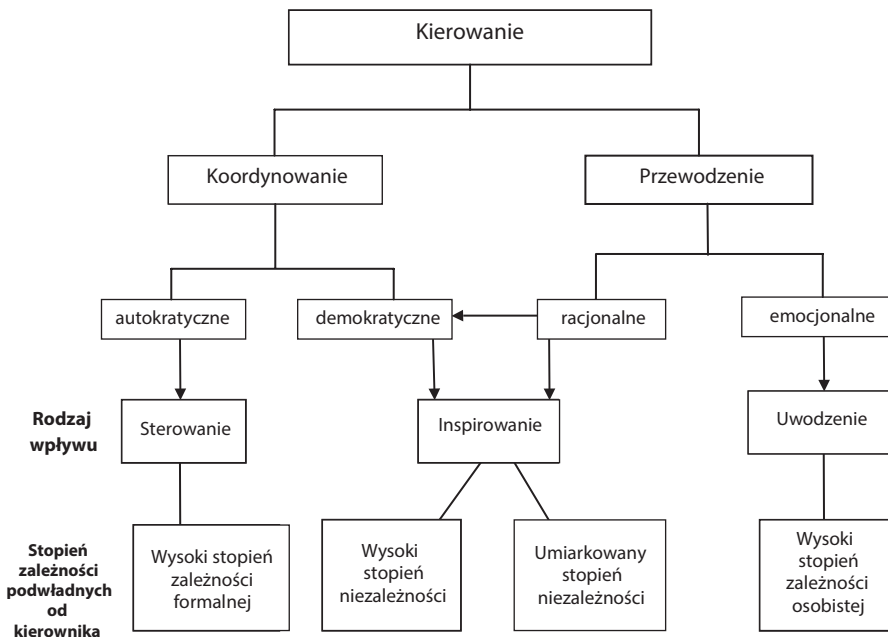 Kierowanie
Koordynowanie
Przewodzenie
autokratyczne
demokratyczne
racjonalne
emocjonalne
Rodzaj
wpływu
Sterowanie
Inspirowanie
Uwodzenie
Stopień
zależności
podwładnych
od
kierownika
Wysoki stopień
zależności
formalnej
Wysoki
stopień
niezależności
Umiarkowany
stopień
niezależności
Wysoki
stopień
zależności
osobistej